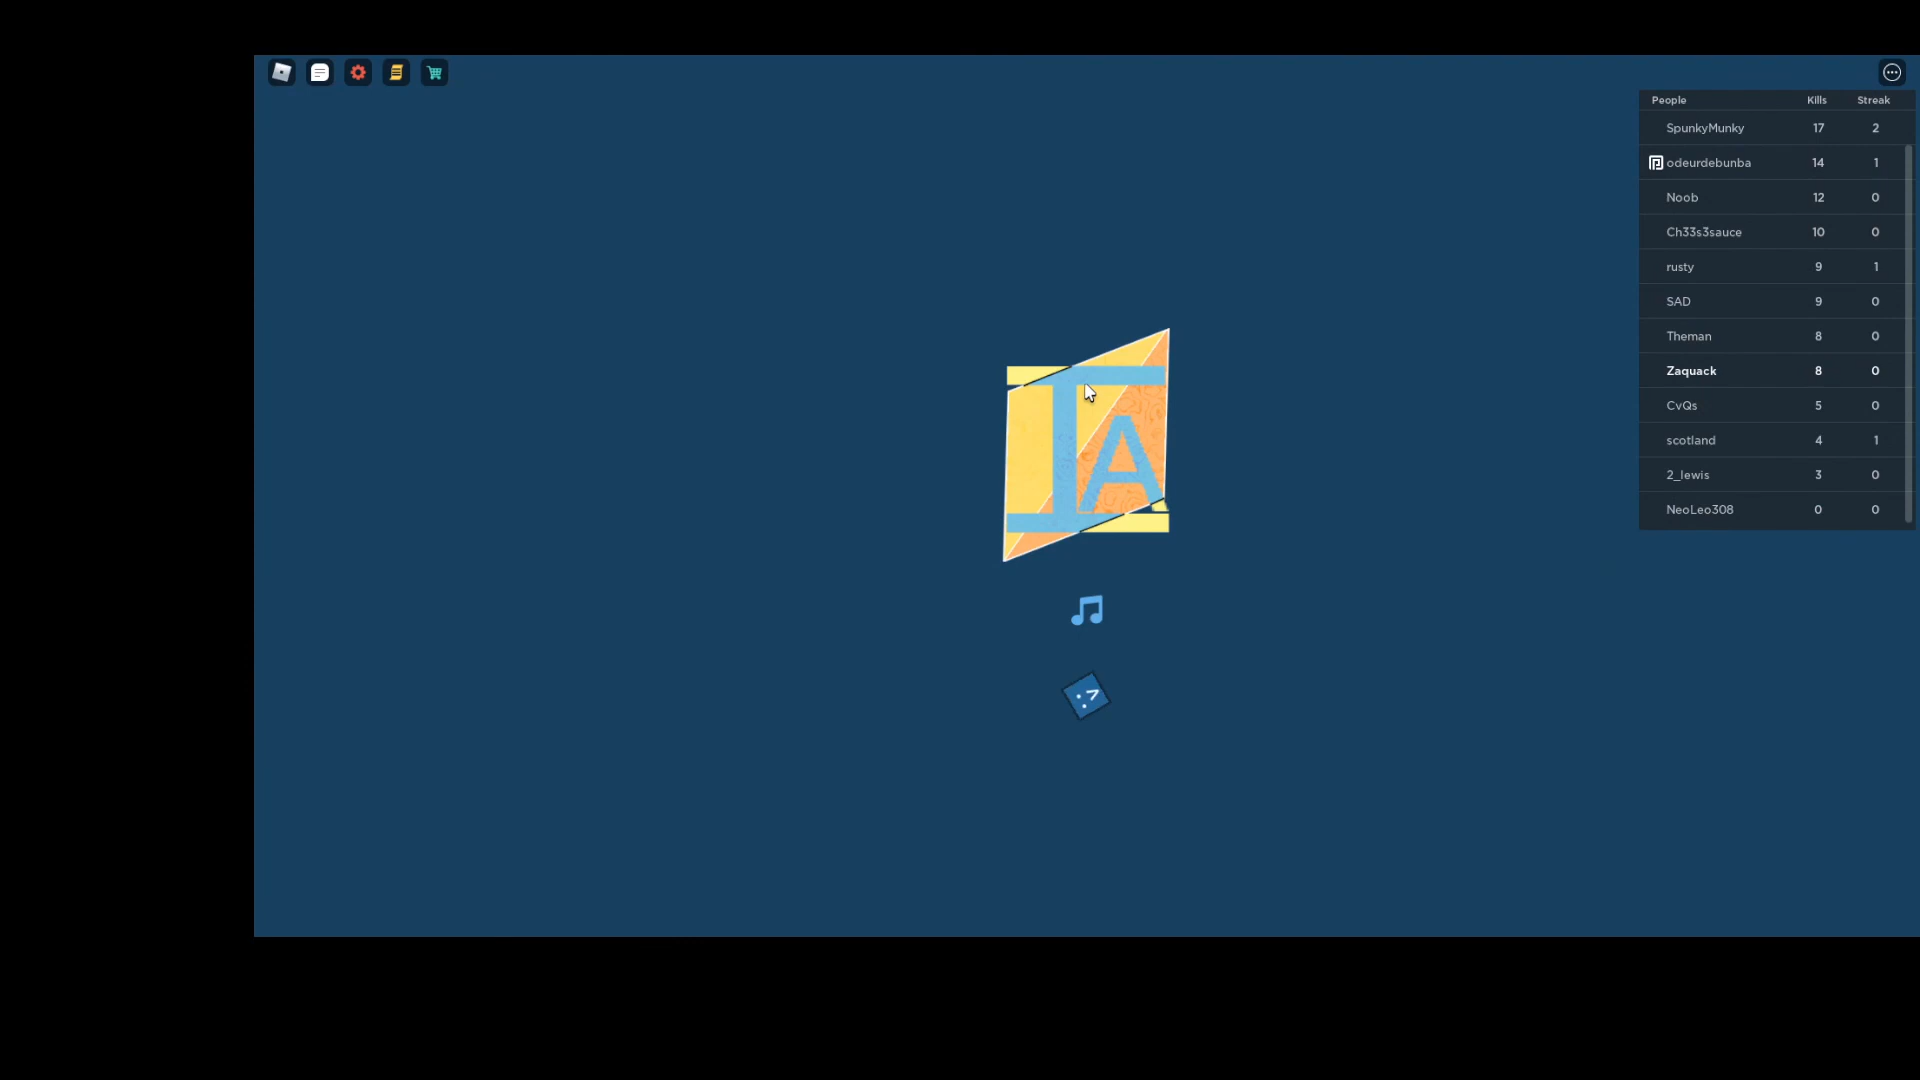 People Kills Streak
SpunkyMunky 17 2
odeurdebunba 14 1
Noob 12 0
Ch33s3sauce 10 0
rusty 9 1
SAD 9 0
Theman 8 0
Zaquack 8 0
CvQs 5 0
scotland 4 1
2_lewis 3 0
NeoLeo308 0 0
IA